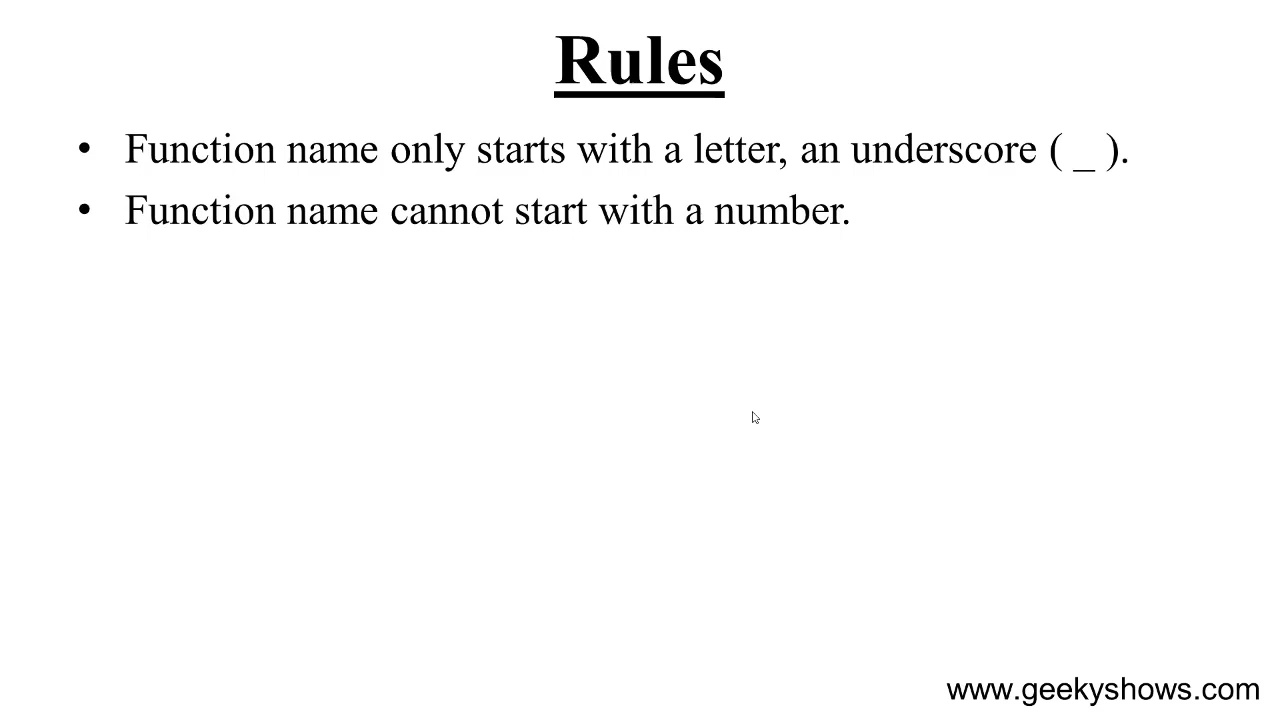 Rules
• Function name only starts with a letter, an underscore ( _ ).
• Function name cannot start with a number.
www.geekyshows.com